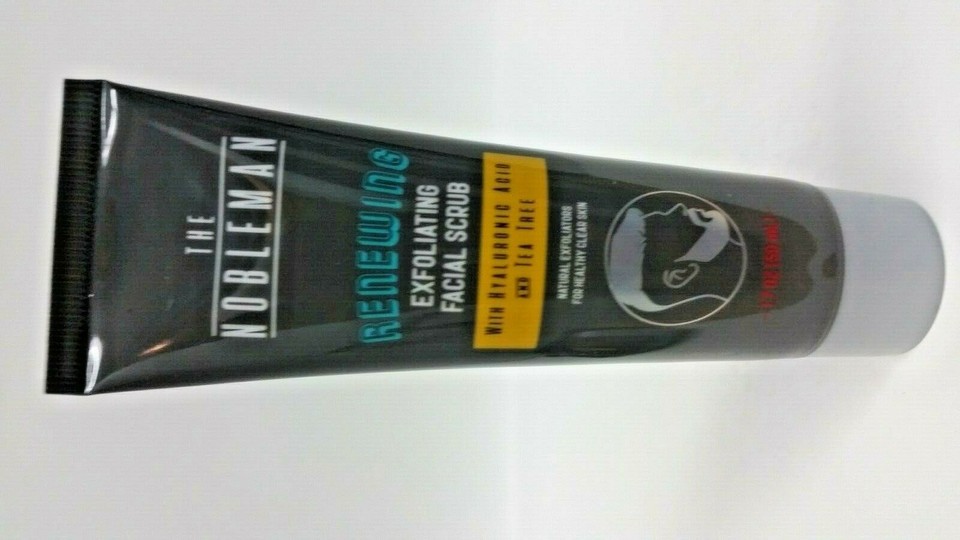 THE
NOBLEMAN
RENEWING
EXFOLIATING
FACIAL SCRUB
WITH HYALURONIC ACID
AND TEA TREE
NATURAL EXFOLIATORS
FOR HEALTHY CLEAR SKIN